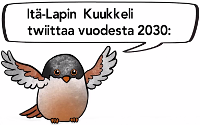 Itä-Lapin Kuukkeli
twiittaa vuodesta 2030: